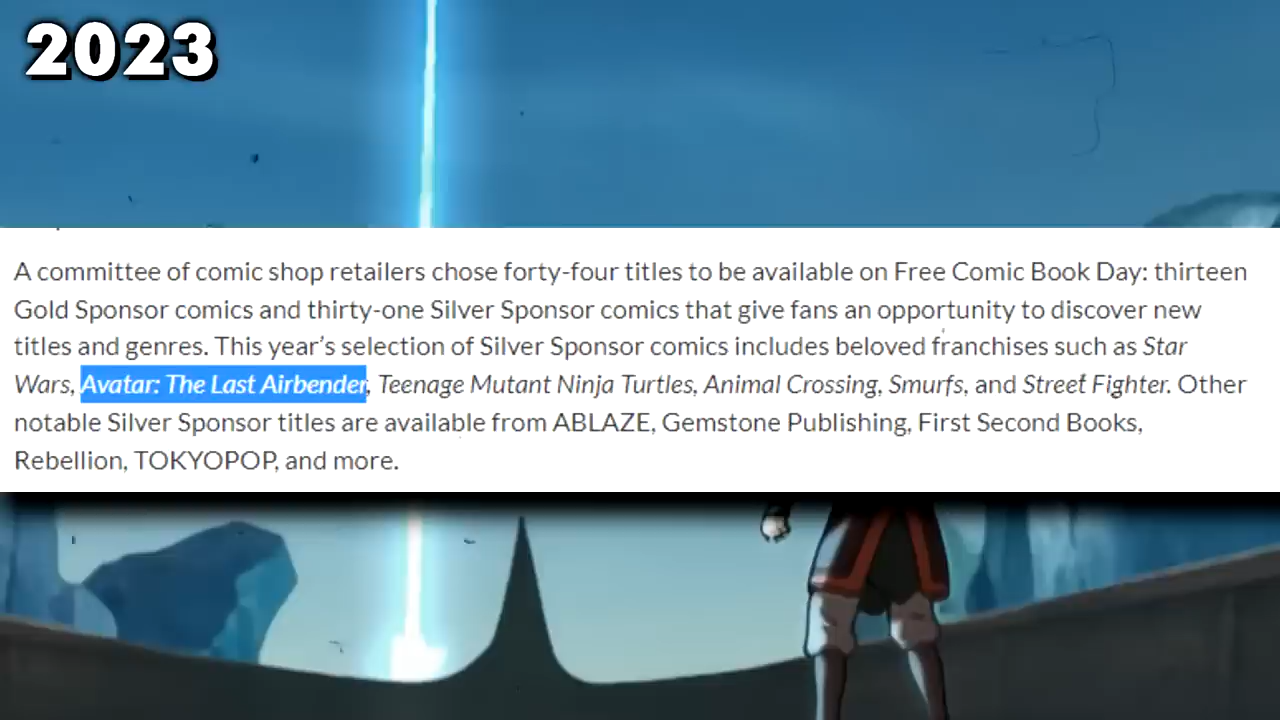 2023
A committee of comic shop retailers chose forty-four titles to be available on Free Comic Book Day: thirteen
Gold Sponsor comics and thirty-one Silver Sponsor comics that give fans an opportunity to discover new
titles and genres. This year’s selection of Silver Sponsor comics includes beloved franchises such as Star
Wars, Avatar: The Last Airbender, Teenage Mutant Ninja Turtles, Animal Crossing, Smurfs, and Street Fighter. Other
notable Silver Sponsor titles are available from ABLAZE, Gemstone Publishing, First Second Books,
Rebellion, TOKYOPOP, and more.